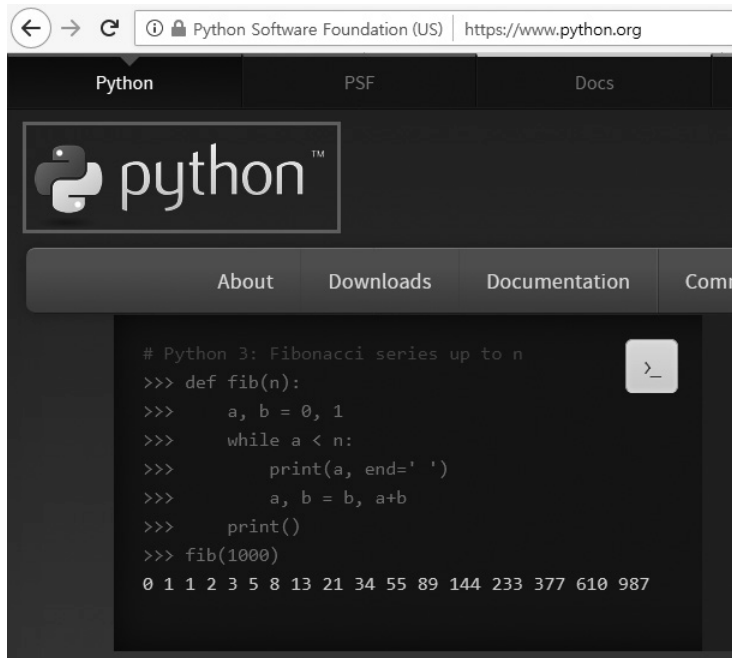 Python Software Foundation (US) https://www.python.org
Python PSF Docs
python™
About Downloads Documentation
# Python 3: Fibonacci series up to n
>>> def fib(n):
>>>     a, b = 0, 1
>>>     while a < n:
>>>         print(a, end=' ')
>>>         a, b = b, a+b
>>>     print()
>>> fib(1000)
0 1 1 2 3 5 8 13 21 34 55 89 144 233 377 610 987